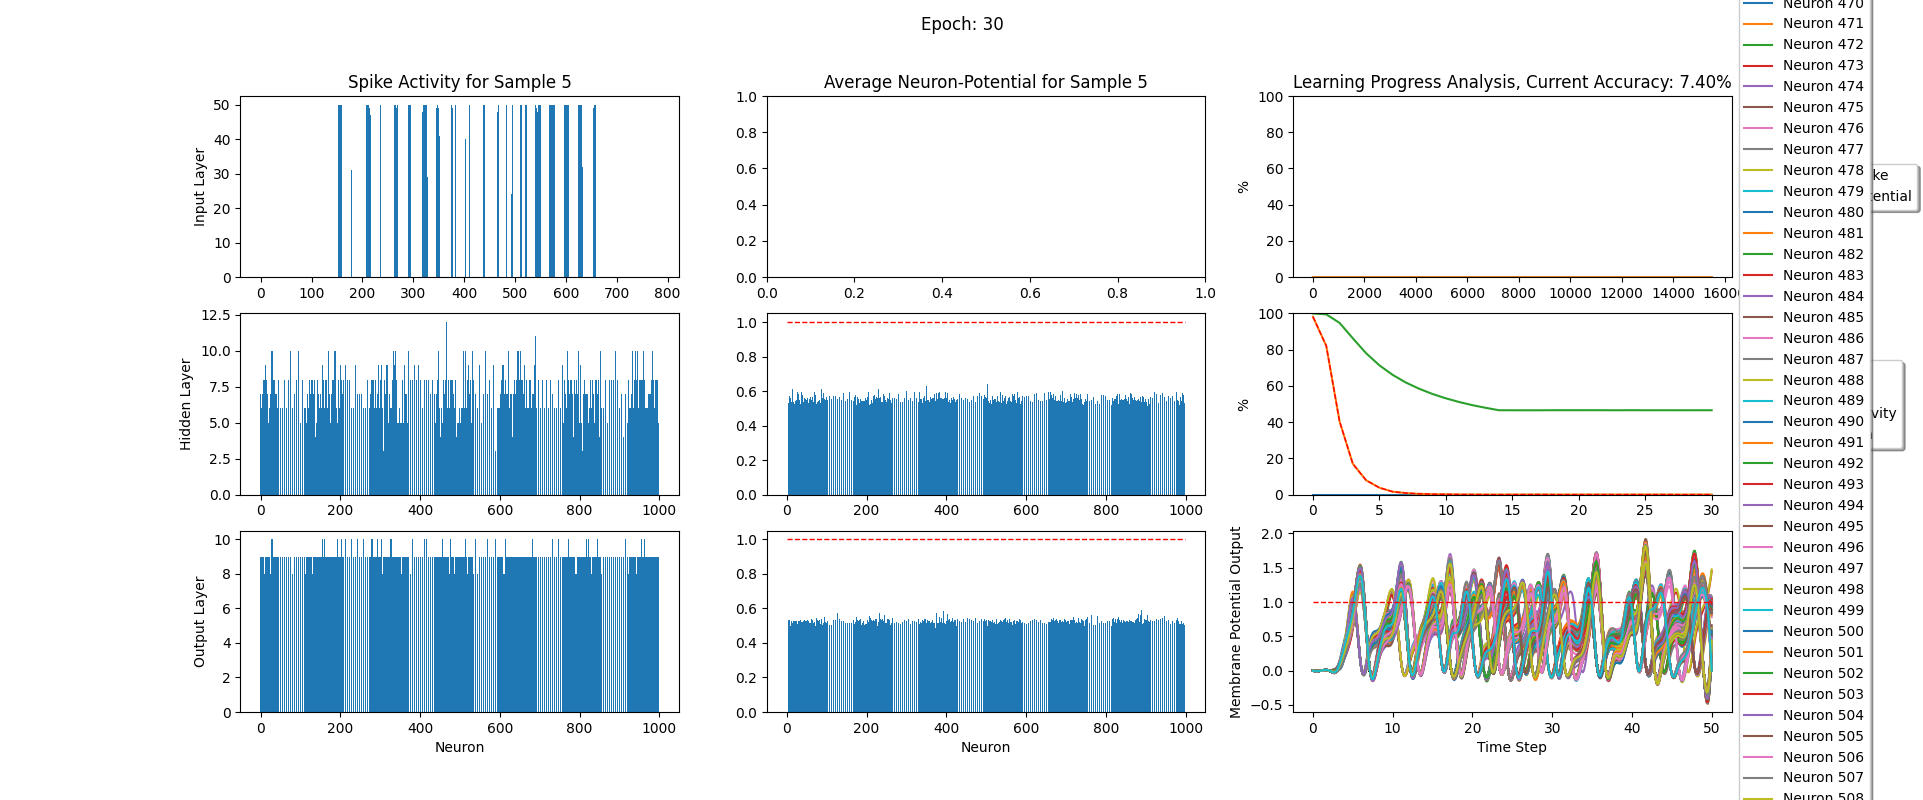 Epoch: 30
Spike Activity for Sample 5
Input Layer
50
40
30
20
10
0
0 100 200 300 400 500 600 700 800
Average Neuron-Potential for Sample 5
1.0
0.8
0.6
0.4
0.2
0.0
0.0 0.2 0.4 0.6 0.8 1.0
Learning Progress Analysis, Current Accuracy: 7.40%
%
100
80
60
40
20
0
0 2000 4000 6000 8000 10000 12000 14000 1600
Hidden Layer
12.5
10.0
7.5
5.0
2.5
0.0
0 200 400 600 800 1000
1.0
0.8
0.6
0.4
0.2
0.0
0 200 400 600 800 1000
%
100
80
60
40
20
0
0 5 10 15 20 25 30
Output Layer
10
8
6
4
2
0
0 200 400 600 800 1000
Neuron
1.0
0.8
0.6
0.4
0.2
0.0
0 200 400 600 800 1000
Neuron
Membrane Potential Output
2.0
1.5
1.0
0.5
0.0
−0.5
0 10 20 30 40 50
Time Step
Neuron 470
Neuron 471
Neuron 472
Neuron 473
Neuron 474
Neuron 475
Neuron 476
Neuron 477
Neuron 478
Neuron 479
Neuron 480
Neuron 481
Neuron 482
Neuron 483
Neuron 484
Neuron 485
Neuron 486
Neuron 487
Neuron 488
Neuron 489
Neuron 490
Neuron 491
Neuron 492
Neuron 493
Neuron 494
Neuron 495
Neuron 496
Neuron 497
Neuron 498
Neuron 499
Neuron 500
Neuron 501
Neuron 502
Neuron 503
Neuron 504
Neuron 505
Neuron 506
Neuron 507
Neuron 508
ke
ential
vity